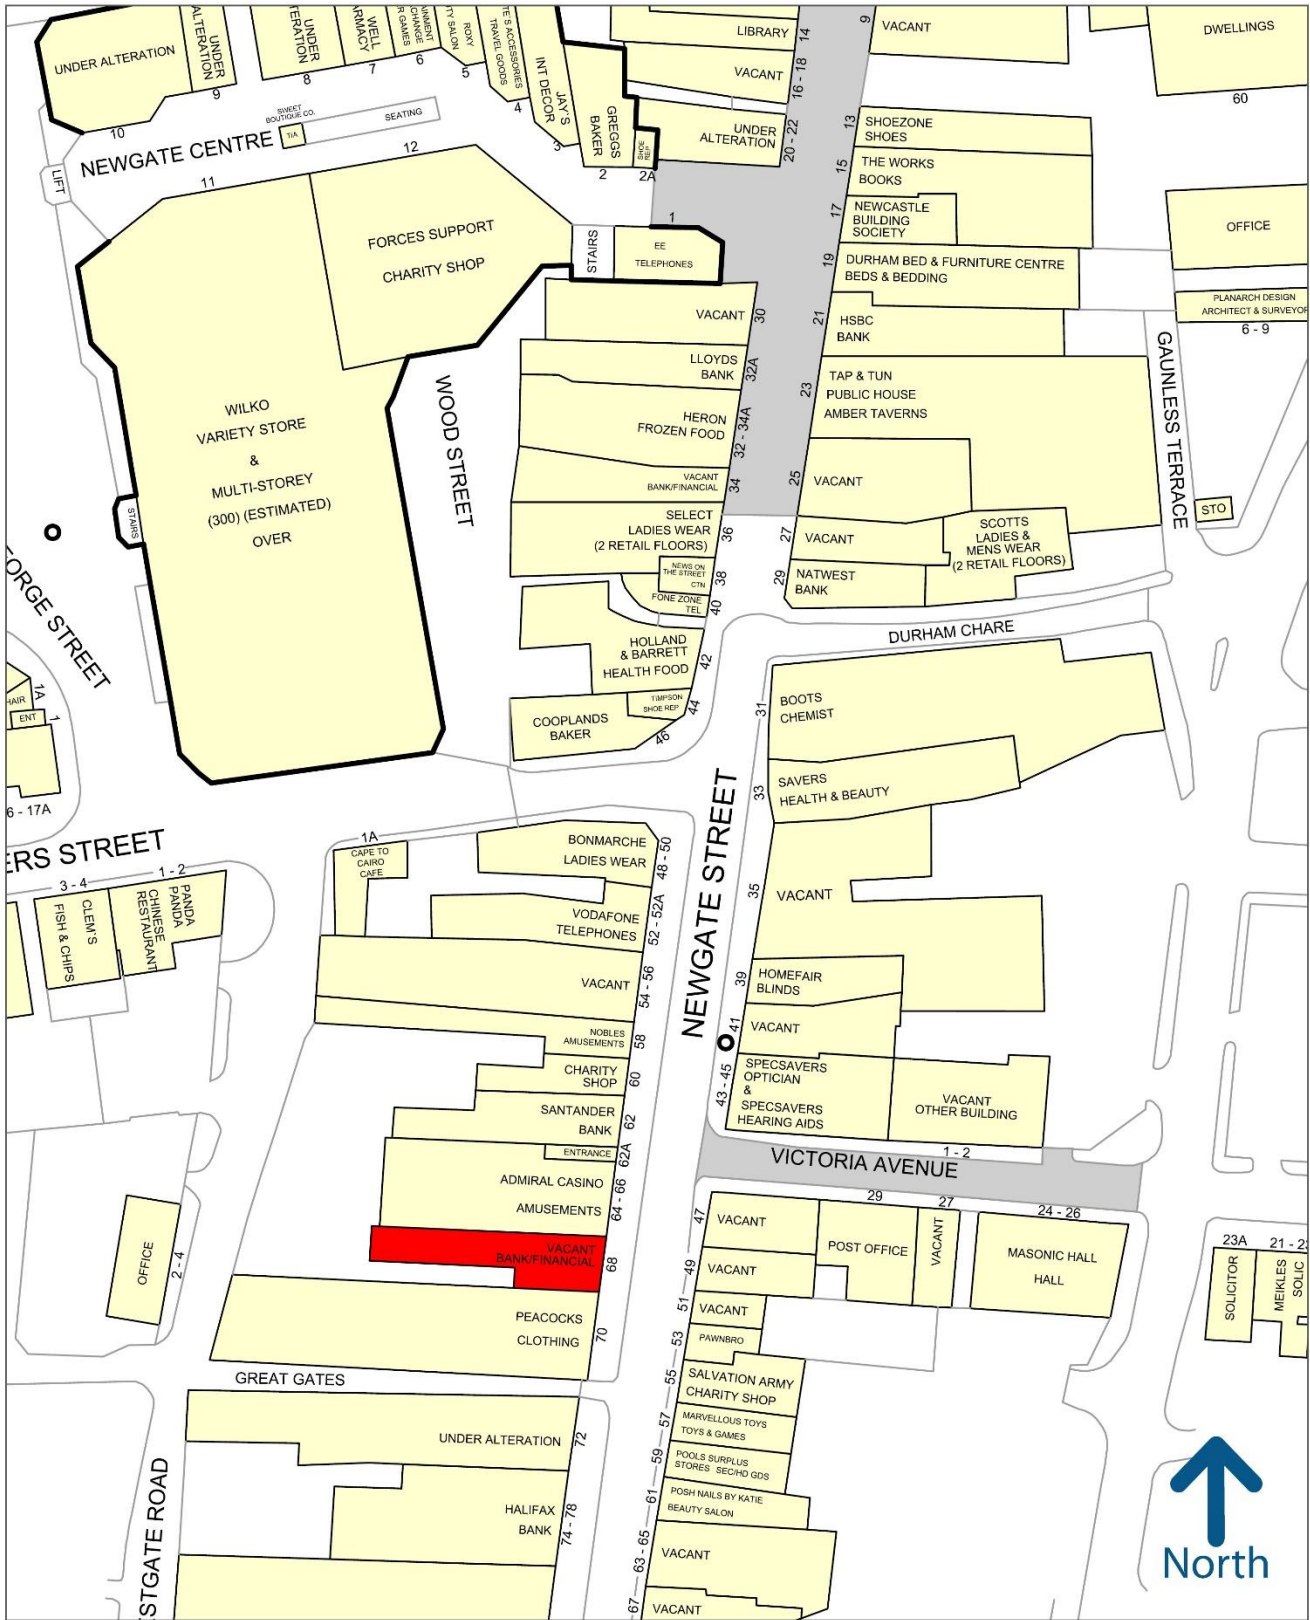 UNDER ALTERATION
10
UNDER
ALTERATION
9
UNDER
8
WELL
7
6
ROXY
5
TRAVEL GOODS
4
JAY'S
INT DECOR
3
GREGGS
BAKER
2
SHOE
REP
2A
LIBRARY
14
VACANT
16 - 18
UNDER
ALTERATION
20 - 22
9
VACANT
DWELLINGS
60
NEWGATE CENTRE
SWEET
BOUTIQUE CO.
T/A
SEATING
LIFT
11
12
13
SHOEZONE
SHOES
15
THE WORKS
BOOKS
17
NEWCASTLE
BUILDING
SOCIETY
OFFICE
FORCES SUPPORT
CHARITY SHOP
STAIRS
1
EE
TELEPHONES
19
DURHAM BED & FURNITURE CENTRE
BEDS & BEDDING
PLANARCH DESIGN
ARCHITECT & SURVEYOR
6 - 9
VACANT
30
21
HSBC
BANK
LLOYDS
BANK
32A
GAUNLESS TERRACE
WOOD STREET
WILKO
VARIETY STORE
&
MULTI-STOREY
(300) (ESTIMATED)
OVER
STAIRS
HERON
FROZEN FOOD
32 - 34A
23
TAP & TUN
PUBLIC HOUSE
AMBER TAVERNS
VACANT
BANK/FINANCIAL
34
25
VACANT
STO
SELECT
LADIES WEAR
(2 RETAIL FLOORS)
36
27
VACANT
SCOTTS
LADIES &
MENS WEAR
(2 RETAIL FLOORS)
NEWS ON
THE STREET
CTN
38
29
NATWEST
BANK
FONE ZONE
TEL
40
ORGE STREET
DURHAM CHARE
HOLLAND
& BARRETT
HEALTH FOOD
42
1A
HAIR
ENT
1
TIMPSON
SHOE REP
44
COOPLANDS
BAKER
46
31
BOOTS
CHEMIST
33
SAVERS
HEALTH & BEAUTY
6 - 17A
ERS STREET
NEWGATE STREET
1A
CAPE TO
CAIRO
CAFE
BONMARCHE
LADIES WEAR
48 - 50
3 - 4
1 - 2
CLEM'S
FISH & CHIPS
PANDA
PANDA
CHINESE
RESTAURANT
VODAFONE
TELEPHONES
52 - 52A
35
VACANT
VACANT
54 - 56
39
HOMEFAIR
BLINDS
NOBLES
AMUSEMENTS
58
41
VACANT
CHARITY
SHOP
60
43 - 45
SPECSAVERS
OPTICIAN
&
SPECSAVERS
HEARING AIDS
VACANT
OTHER BUILDING
1 - 2
SANTANDER
BANK
62
ENTRANCE
62A
VICTORIA AVENUE
ADMIRAL CASINO
AMUSEMENTS
64 - 66
47
VACANT
29
POST OFFICE
27
VACANT
24 - 26
MASONIC HALL
HALL
OFFICE
2 - 4
VACANT
BANK/FINANCIAL
68
49
VACANT
23A
SOLICITOR
MEIKLES
SOLIC
PEACOCKS
CLOTHING
70
51
VACANT
53
PAWNBRO
GREAT GATES
55
SALVATION ARMY
CHARITY SHOP
57
MARVELLOUS TOYS
TOYS & GAMES
UNDER ALTERATION
72
59
POOLS SURPLUS
STORES SEC/HD GDS
61
POSH NAILS BY KATIE
BEAUTY SALON
HALIFAX
BANK
74 - 78
63 - 65
VACANT
STGATE ROAD
67
VACANT
North